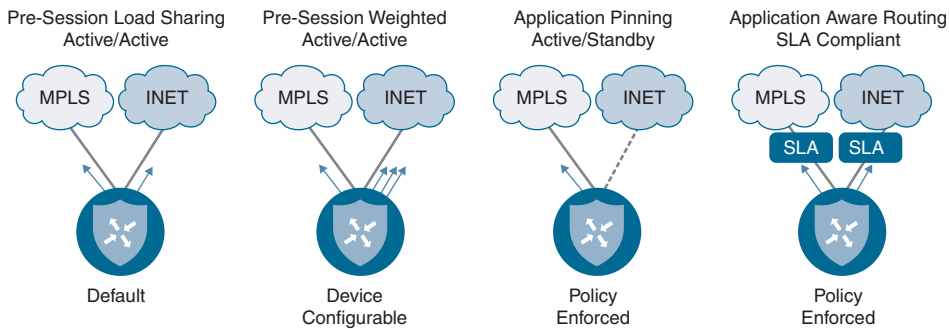 Pre-Session Load Sharing
Active/Active
MPLS
INET
Default
Pre-Session Weighted
Active/Active
MPLS
INET
Device
Configurable
Application Pinning
Active/Standby
MPLS
INET
Policy
Enforced
Application Aware Routing
SLA Compliant
MPLS
INET
SLA
SLA
Policy
Enforced